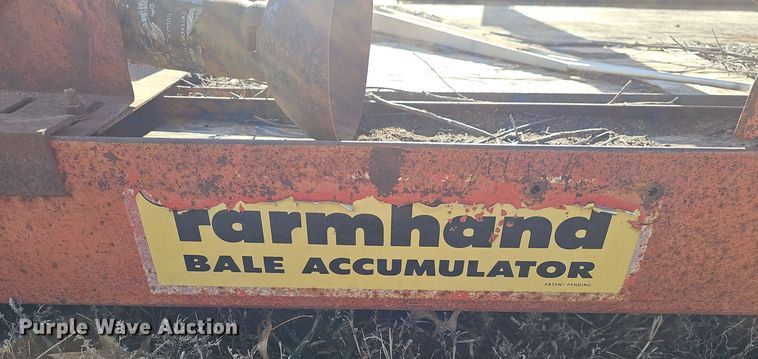 farmhand
BALE ACCUMULATOR
PATENT PENDING
Purple Wave Auction